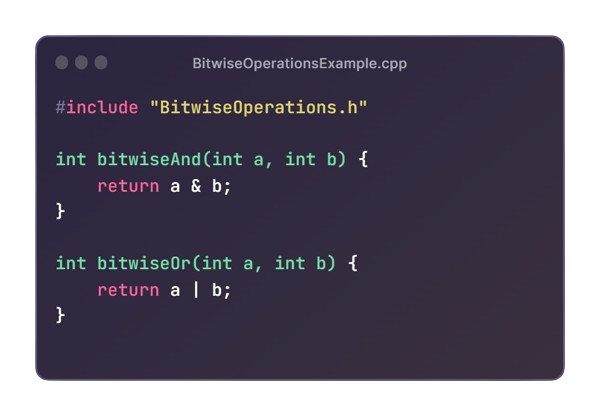 BitwiseOperationsExample.cpp
#include "BitwiseOperations.h"
int bitwiseAnd(int a, int b) {
    return a & b;
}
int bitwiseOr(int a, int b) {
    return a | b;
}